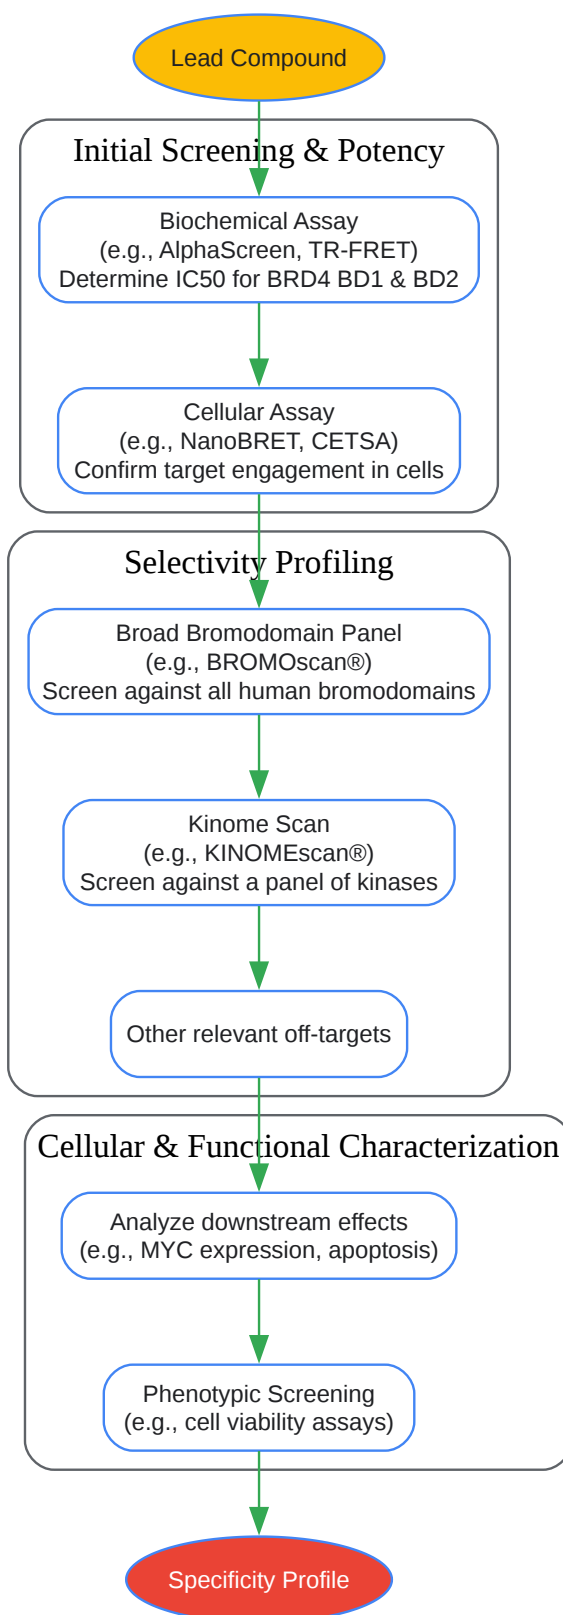 Lead Compound
Initial Screening & Potency
Biochemical Assay
(e.g., AlphaScreen, TR-FRET)
Determine IC50 for BRD4 BD1 & BD2
Cellular Assay
(e.g., NanoBRET, CETSA)
Confirm target engagement in cells
Selectivity Profiling
Broad Bromodomain Panel
(e.g., BROMOscan®)
Screen against all human bromodomains
Kinome Scan
(e.g., KINOMEscan®)
Screen against a panel of kinases
Other relevant off-targets
Cellular & Functional Characterization
Analyze downstream effects
(e.g., MYC expression, apoptosis)
Phenotypic Screening
(e.g., cell viability assays)
Specificity Profile